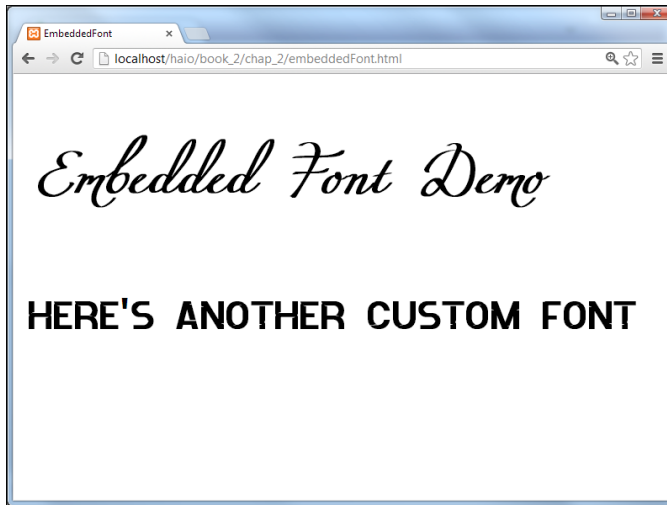 EmbeddedFont
localhost/haio/book_2/chap_2/embeddedFont.html
Embedded Font Demo
HERE'S ANOTHER CUSTOM FONT